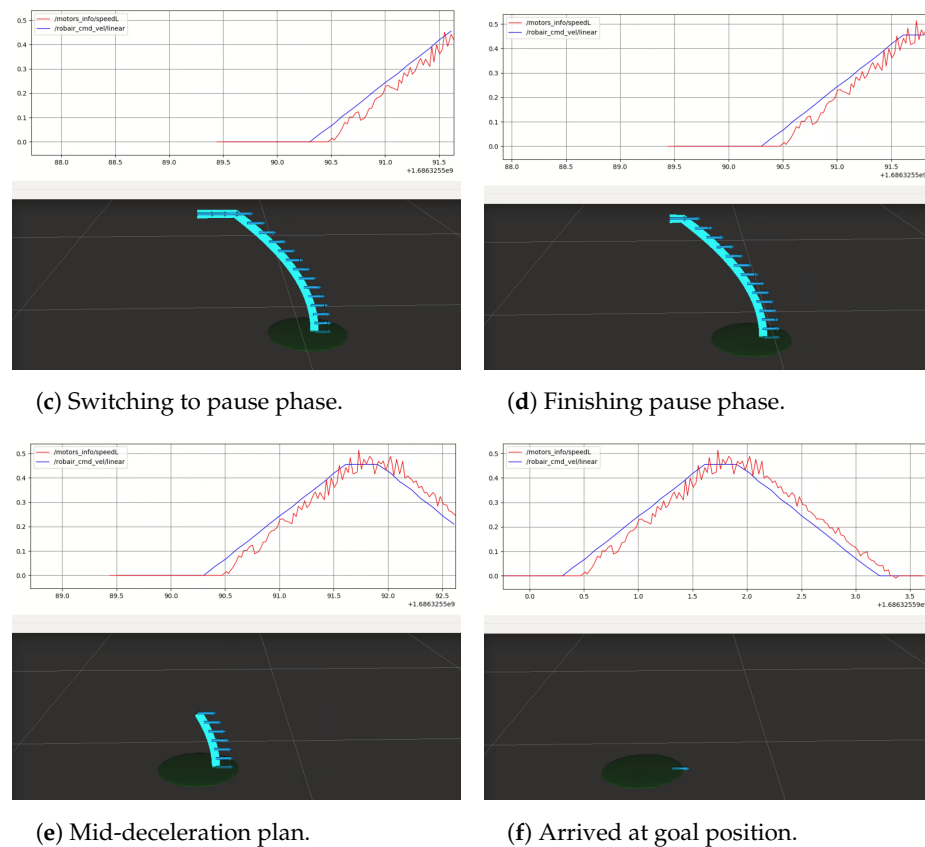 /motors_info/speedL
/robair_cmd_vel/linear
0.5
0.4
0.3
0.2
0.1
0.0
88.0 88.5 89.0 89.5 90.0 90.5 91.0 91.5
+1.6863255e9
/motors_info/speedL
/robair_cmd_vel/linear
0.5
0.4
0.3
0.2
0.1
0.0
88.0 88.5 89.0 89.5 90.0 90.5 91.0 91.5
+1.6863255e9
(c) Switching to pause phase.
(d) Finishing pause phase.
/motors_info/speedL
/robair_cmd_vel/linear
0.5
0.4
0.3
0.2
0.1
0.0
89.0 89.5 90.0 90.5 91.0 91.5 92.0 92.5
+1.6863255e9
/motors_info/speedL
/robair_cmd_vel/linear
0.5
0.4
0.3
0.2
0.1
0.0
0.0 0.5 1.0 1.5 2.0 2.5 3.0 3.5
+1.68632559e
(e) Mid-deceleration plan.
(f) Arrived at goal position.